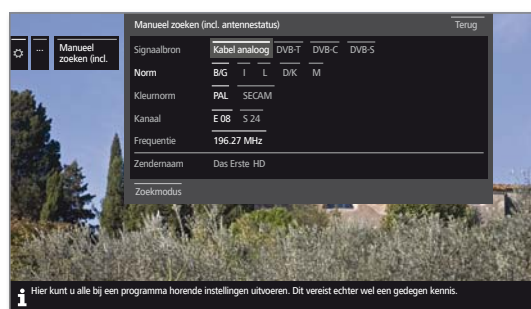 Manueel zoeken (incl. antennestatus) Terug
... Manueel zoeken (incl.
Signaalbron Kabel analoog DVB-T DVB-C DVB-S
Norm B/G I L D/K M
Kleurnorm PAL SECAM
Kanaal E 08 S 24
Frequentie 196.27 MHz
Zendernaam Das Erste HD
Zoekmodus
Hier kunt u alle bij een programma horende instellingen uitvoeren. Dit vereist echter wel een gedegen kennis.